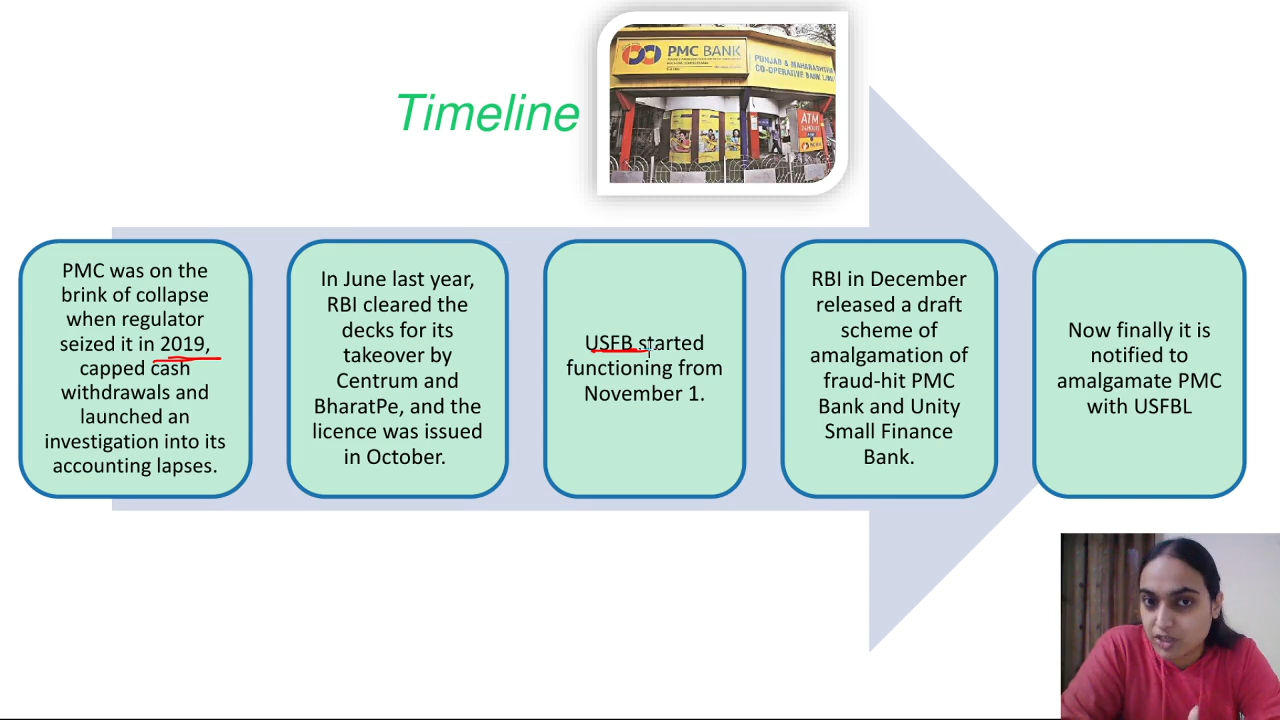 Timeline
PMC BANK
PUNJAB & MAHARASHTRA
CO-OPERATIVE BANK LTD.
ATM
PMC was on the
brink of collapse
when regulator
seized it in 2019,
capped cash
withdrawals and
launched an
investigation into its
accounting lapses.
In June last year,
RBI cleared the
decks for its
takeover by
Centrum and
BharatPe, and the
licence was issued
in October.
USFB started
functioning from
November 1.
RBI in December
released a draft
scheme of
amalgamation of
fraud-hit PMC
Bank and Unity
Small Finance
Bank.
Now finally it is
notified to
amalgamate PMC
with USFBL